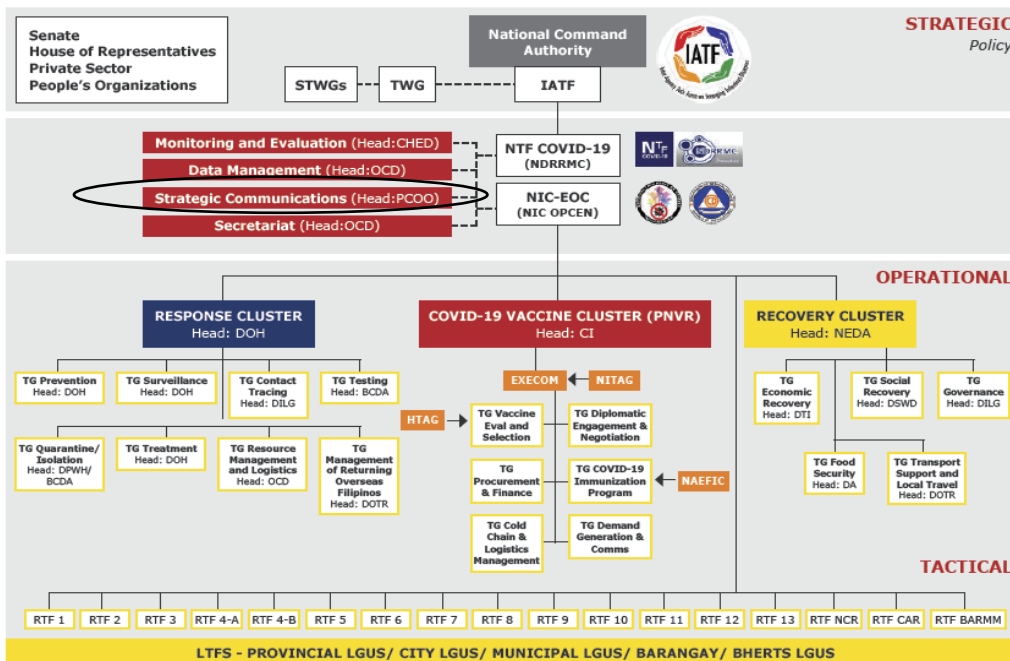 Senate
House of Representatives
Private Sector
People's Organizations
National Command
Authority
STWGs
TWG
IATF
IATF
STRATEGIC
Policy
Monitoring and Evaluation (Head:CHED)
Data Management (Head:OCD)
Strategic Communications (Head:PCOO)
Secretariat (Head:OCD)
NTF COVID-19
(NDRRMC)
NIC-EOC
(NIC OPCEN)
NTF
COVID-19
NDRRMC
OPERATIONAL
RESPONSE CLUSTER
Head: DOH
COVID-19 VACCINE CLUSTER (PNVR)
Head: CI
RECOVERY CLUSTER
Head: NEDA
TG Prevention
Head: DOH
TG Surveillance
Head: DOH
TG Contact
Tracing
Head: DILG
TG Testing
Head: BCDA
TG Quarantine/
Isolation
Head: DPWH/
BCDA
TG Treatment
Head: DOH
TG Resource
Management
and Logistics
Head: OCD
TG
Management
of Returning
Overseas
Filipinos
Head: DOTR
EXECOM
NITAG
HTAG
TG Vaccine
Eval and
Selection
TG Diplomatic
Engagement &
Negotiation
TG
Procurement
& Finance
TG COVID-19
Immunization
Program
NAEFIC
TG Cold
Chain &
Logistics
Management
TG Demand
Generation &
Comms
TG
Economic
Recovery
Head: DTI
TG Social
Recovery
Head: DSWD
TG
Governance
Head: DILG
TG Food
Security
Head: DA
TG Transport
Support and
Local Travel
Head: DOTR
TACTICAL
RTF 1
RTF 2
RTF 3
RTF 4-A
RTF 4-B
RTF 5
RTF 6
RTF 7
RTF 8
RTF 9
RTF 10
RTF 11
RTF 12
RTF 13
RTF NCR
RTF CAR
RTF BARMM
LTFS - PROVINCIAL LGUS/ CITY LGUS/ MUNICIPAL LGUS/ BARANGAY/ BHERTS LGUS